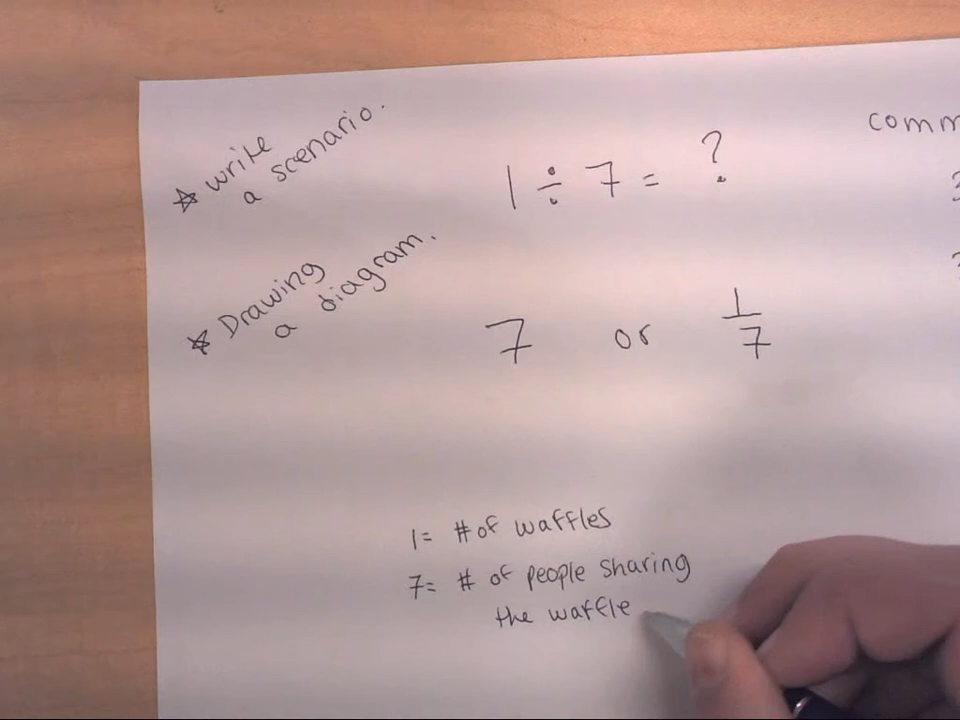 ☆ write
a scenario.
1 ÷ 7 = ?
comm
☆ Drawing
a diagram.
7 or 1/7
1 = # of waffles
7 = # of people sharing
the waffle